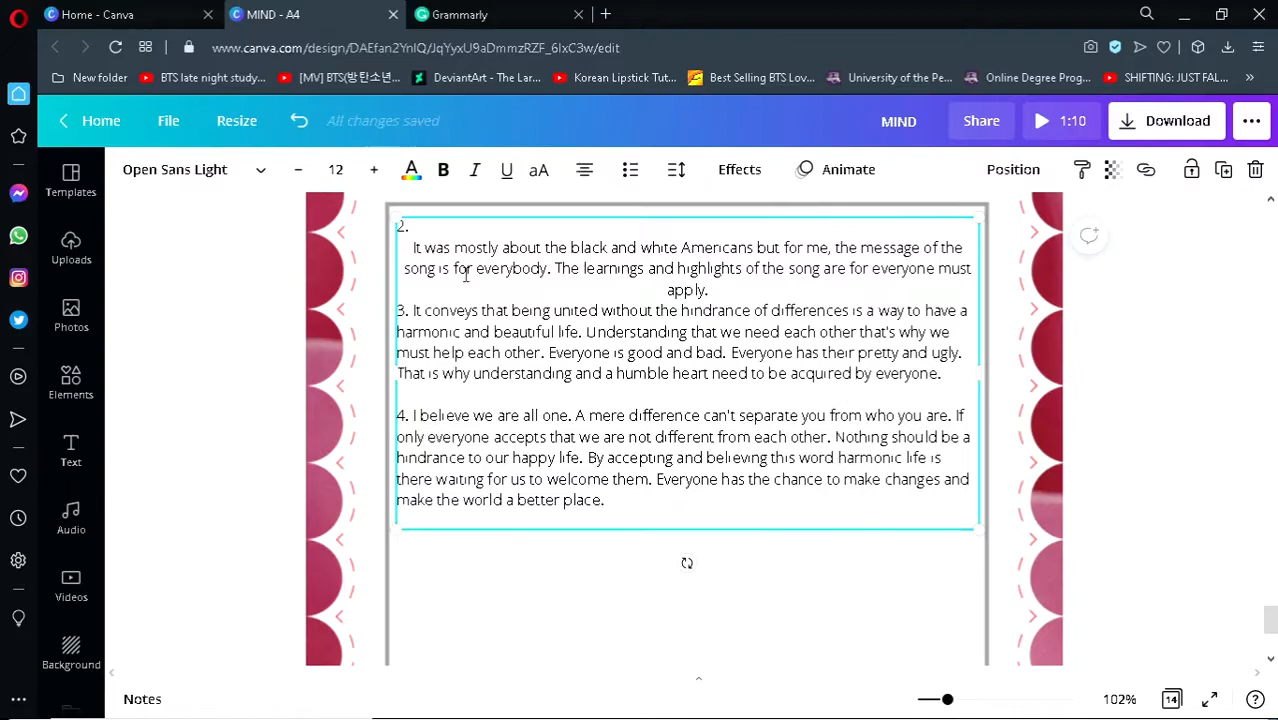 Home - Canva
MIND - A4
Grammarly
www.canva.com/design/DAEfan2YnIQ/JqYyxU9aDmmzRZF_6IxC3w/edit
New folder
BTS late night study...
[MV] BTS(방탄소년...
DeviantArt - The Lar...
Korean Lipstick Tut...
Best Selling BTS Lov...
University of the Pe...
Online Degree Prog...
SHIFTING: JUST FAL...
Home
File
Resize
All changes saved
MIND
Share
1:10
Download
Open Sans Light
12
Effects
Animate
Position
Templates
Uploads
Photos
Elements
Text
Audio
Videos
Background
2.
It was mostly about the black and white Americans but for me, the message of the
song is for everybody. The learnings and highlights of the song are for everyone must
apply.
3. It conveys that being united without the hindrance of differences is a way to have a
harmonic and beautiful life. Understanding that we need each other that's why we
must help each other. Everyone is good and bad. Everyone has their pretty and ugly.
That is why understanding and a humble heart need to be acquired by everyone.
4. I believe we are all one. A mere difference can't separate you from who you are. If
only everyone accepts that we are not different from each other. Nothing should be a
hindrance to our happy life. By accepting and believing this word harmonic life is
there waiting for us to welcome them. Everyone has the chance to make changes and
make the world a better place.
Notes
102%
14